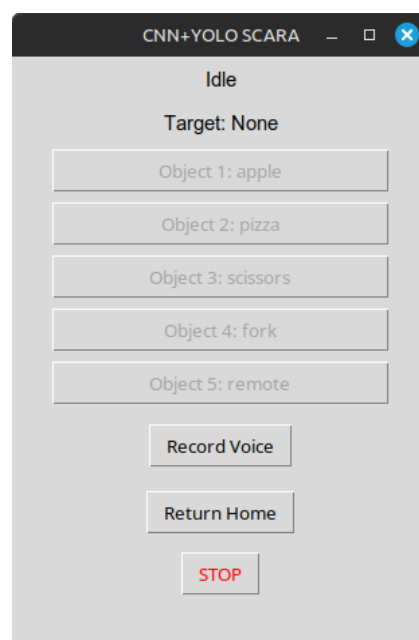 CNN+YOLO SCARA
Idle
Target: None
Object 1: apple
Object 2: pizza
Object 3: scissors
Object 4: fork
Object 5: remote
Record Voice
Return Home
STOP